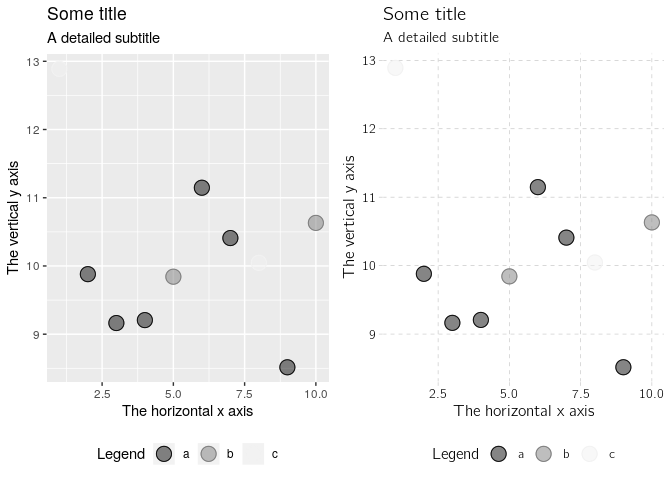 Some title
A detailed subtitle
The vertical y axis
13
12
11
10
9
2.5 5.0 7.5 10.0
The horizontal x axis
Legend a b c
Some title
A detailed subtitle
The vertical y axis
13
12
11
10
9
2.5 5.0 7.5 10.0
The horizontal x axis
Legend a b c